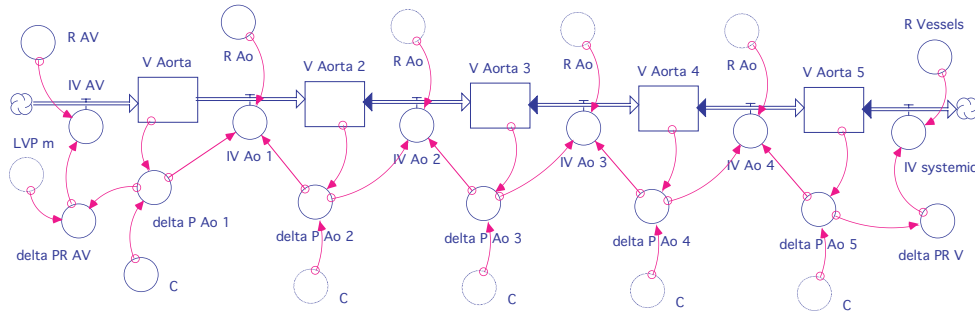 R AV
R Ao
R Ao
R Ao
R Ao
R Vessels
V Aorta
V Aorta 2
V Aorta 3
V Aorta 4
V Aorta 5
IV AV
LVP m
IV Ao 1
IV Ao 2
IV Ao 3
IV Ao 4
IV systemic
delta PR AV
delta P Ao 1
delta P Ao 2
delta P Ao 3
delta P Ao 4
delta P Ao 5
delta PR V
C
C
C
C
C